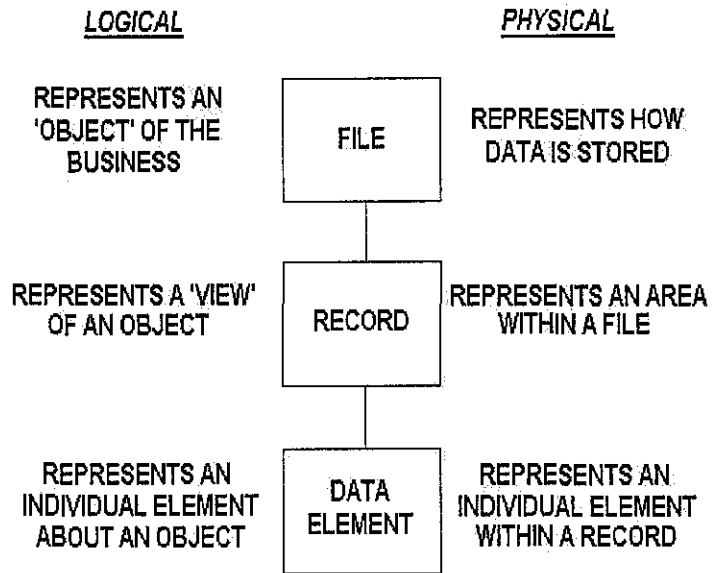 LOGICAL
PHYSICAL
REPRESENTS AN
'OBJECT' OF THE
BUSINESS
FILE
REPRESENTS HOW
DATA IS STORED
REPRESENTS A 'VIEW'
OF AN OBJECT
RECORD
REPRESENTS AN AREA
WITHIN A FILE
REPRESENTS AN
INDIVIDUAL ELEMENT
ABOUT AN OBJECT
DATA
ELEMENT
REPRESENTS AN
INDIVIDUAL ELEMENT
WITHIN A RECORD